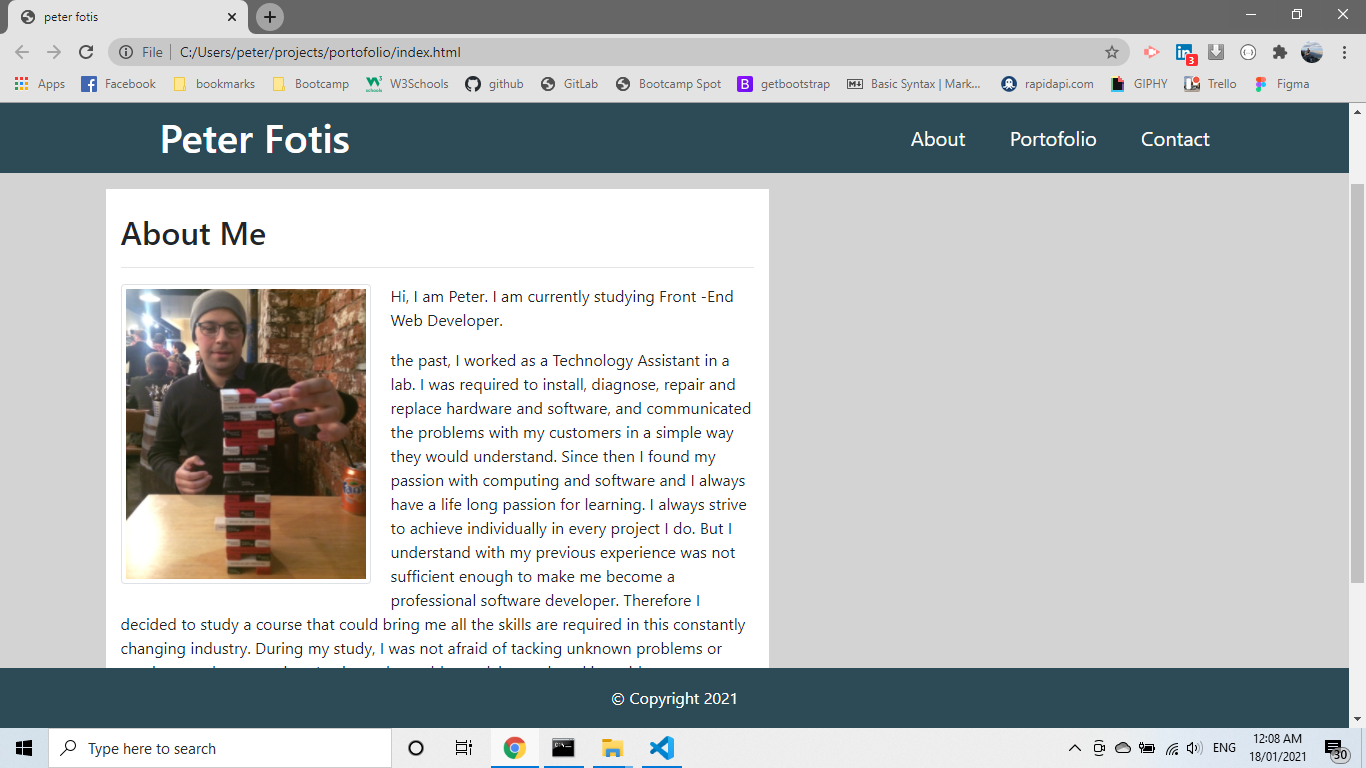 peter fotis
File
C:/Users/peter/projects/portofolio/index.html
3
Apps
Facebook
bookmarks
Bootcamp
W3Schools
github
GitLab
Bootcamp Spot
B
getbootstrap
Basic Syntax | Mark...
rapidapi.com
GIPHY
Trello
Figma
Peter Fotis
About
Portofolio
Contact
About Me
Hi, I am Peter. I am currently studying Front -End
Web Developer.
the past, I worked as a Technology Assistant in a
lab. I was required to install, diagnose, repair and
replace hardware and software, and communicated
the problems with my customers in a simple way
they would understand. Since then I found my
passion with computing and software and I always
have a life long passion for learning. I always strive
to achieve individually in every project I do. But I
understand with my previous experience was not
sufficient enough to make me become a
professional software developer. Therefore I
decided to study a course that could bring me all the skills are required in this constantly
changing industry. During my study, I was not afraid of tacking unknown problems or
© Copyright 2021
Type here to search
ENG
12:08 AM
18/01/2021
30